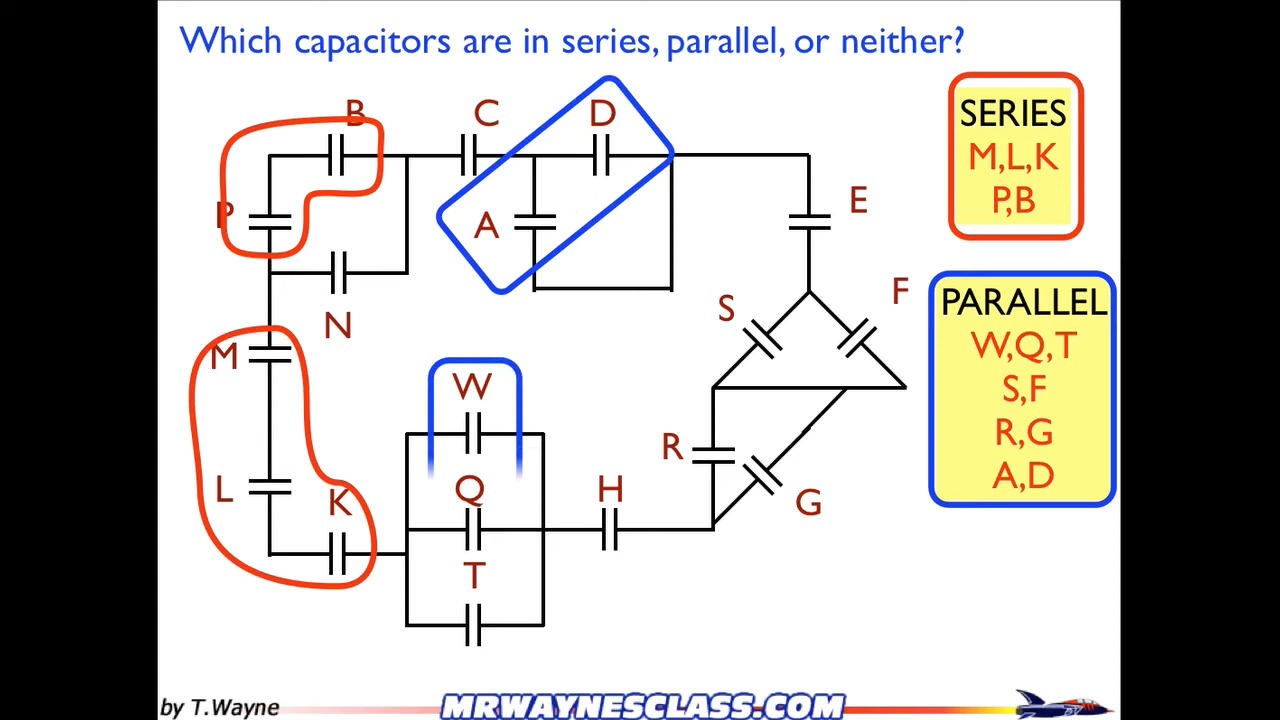 Which capacitors are in series, parallel, or neither?
B
C
D
SERIES
M,L,K
P,B
P
A
E
N
S
F
PARALLEL
W,Q,T
S,F
R,G
A,D
M
W
R
L
K
Q
H
G
T
by T.Wayne
MRWAYNESCLASS.COM